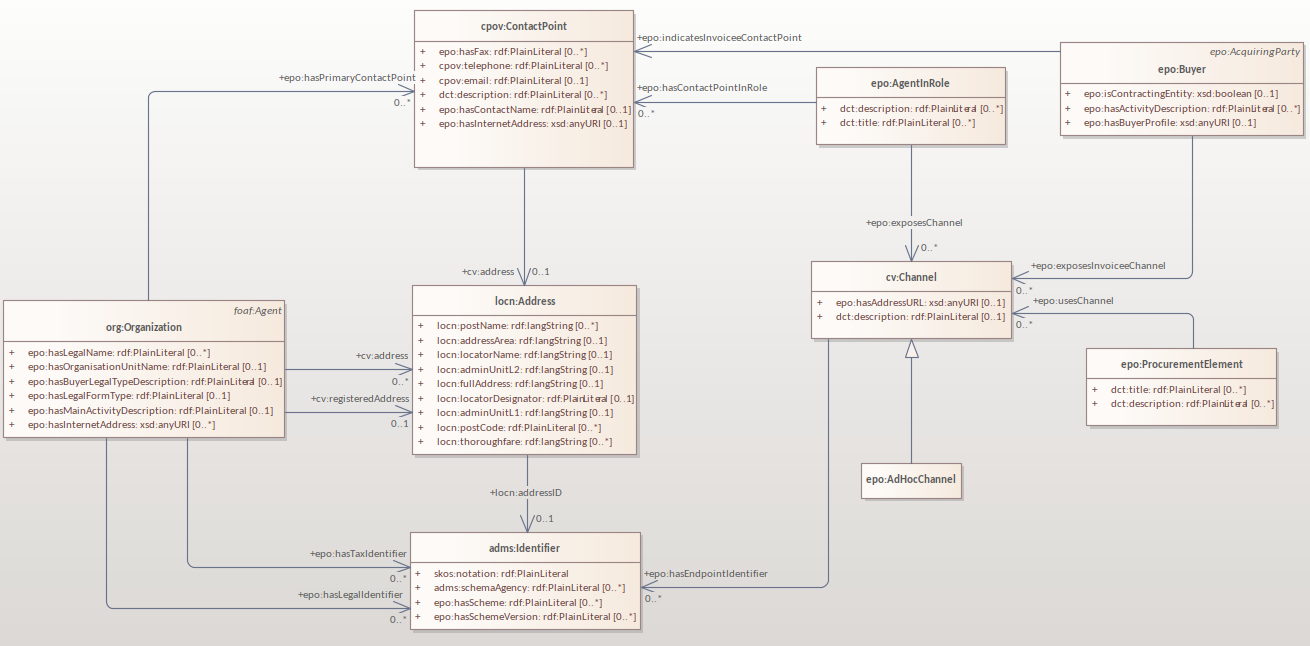 cpov:ContactPoint
+ epo:hasFax: rdf:PlainLiteral [0..*]
+ cpov:telephone: rdf:PlainLiteral [0..*]
+ cpov:email: rdf:PlainLiteral [0..1]
+ dct:description: rdf:PlainLiteral [0..*]
+ epo:hasContactName: rdf:PlainLiteral [0..1]
+ epo:hasInternetAddress: xsd:anyURI [0..1]
+epo:indicatesInvoiceeContactPoint
epo:AcquiringParty
epo:Buyer
+ epo:isContractingEntity: xsd:boolean [0..1]
+ epo:hasActivityDescription: rdf:PlainLiteral [0..*]
+ epo:hasBuyerProfile: xsd:anyURI [0..1]
+epo:hasPrimaryContactPoint
0..*
+epo:hasContactPointInRole
0..*
epo:AgentInRole
+ dct:description: rdf:PlainLiteral [0..*]
+ dct:title: rdf:PlainLiteral [0..*]
+epo:exposesChannel
0..*
+cv:address
0..1
cv:Channel
+ epo:hasAddressURL: xsd:anyURI [0..1]
+ dct:description: rdf:PlainLiteral [0..1]
+epo:exposesInvoiceeChannel
0..*
+epo:usesChannel
0..*
foaf:Agent
org:Organization
+ epo:hasLegalName: rdf:PlainLiteral [0..*]
+ epo:hasOrganisationUnitName: rdf:PlainLiteral [0..1]
+ epo:hasBuyerLegalTypeDescription: rdf:PlainLiteral [0..1]
+ epo:hasLegalFormType: rdf:PlainLiteral [0..1]
+ epo:hasMainActivityDescription: rdf:PlainLiteral [0..1]
+ epo:hasInternetAddress: xsd:anyURI [0..*]
+cv:address
0..*
+cv:registeredAddress
0..1
locn:Address
+ locn:postName: rdf:langString [0..*]
+ locn:addressArea: rdf:langString [0..1]
+ locn:locatorName: rdf:langString [0..1]
+ locn:adminUnitL2: rdf:langString [0..1]
+ locn:fullAddress: rdf:langString [0..1]
+ locn:locatorDesignator: rdf:PlainLiteral [0..1]
+ locn:adminUnitL1: rdf:langString [0..1]
+ locn:postCode: rdf:PlainLiteral [0..*]
+ locn:thoroughfare: rdf:langString [0..*]
epo:ProcurementElement
+ dct:title: rdf:PlainLiteral [0..*]
+ dct:description: rdf:PlainLiteral [0..*]
epo:AdHocChannel
+locn:addressID
0..1
adms:Identifier
+ skos:notation: rdf:PlainLiteral
+ adms:schemaAgency: rdf:PlainLiteral [0..*]
+ epo:hasScheme: rdf:PlainLiteral [0..*]
+ epo:hasSchemeVersion: rdf:PlainLiteral [0..*]
+epo:hasTaxIdentifier
0..*
+epo:hasLegalIdentifier
0..*
+epo:hasEndpointIdentifier
0..*